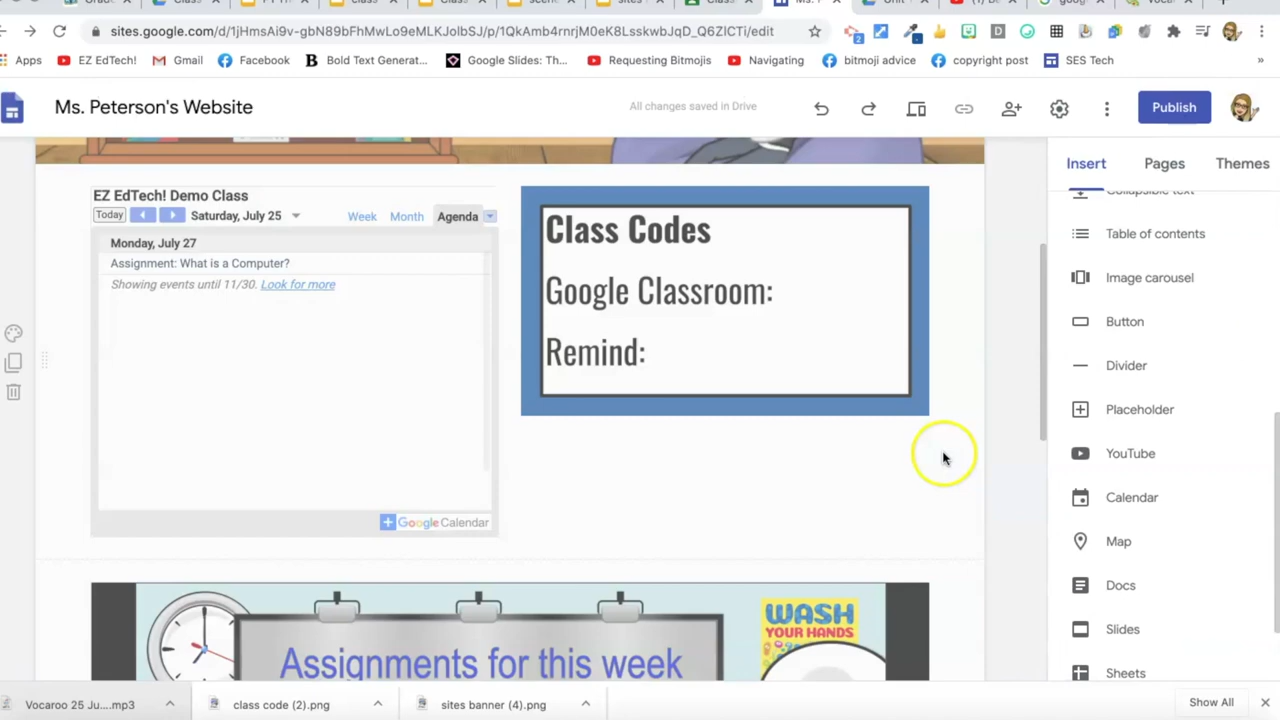 sites.google.com/d/1jHmsAi9v-gbN89bFhMwLo9eMLKJolbSJ/p/1QkAmb4rnrjM0eK8LsskwbJqD_Q6ZlCTi/edit
Apps
EZ EdTech!
Gmail
Facebook
Bold Text Generat...
Google Slides: Th...
Requesting Bitmojis
Navigating
bitmoji advice
copyright post
SES Tech
»
Ms. Peterson's Website
All changes saved in Drive
Publish
Insert
Pages
Themes
Collapsible text
Table of contents
Image carousel
Button
Divider
Placeholder
YouTube
Calendar
Map
Docs
Slides
Sheets
EZ EdTech! Demo Class
Today
Saturday, July 25
Week
Month
Agenda
Monday, July 27
Assignment: What is a Computer?
Showing events until 11/30. Look for more
Google Calendar
Class Codes
Google Classroom:
Remind:
WASH
YOUR HANDS
Assignments for this week
Vocaroo 25 Ju....mp3
class code (2).png
sites banner (4).png
Show All